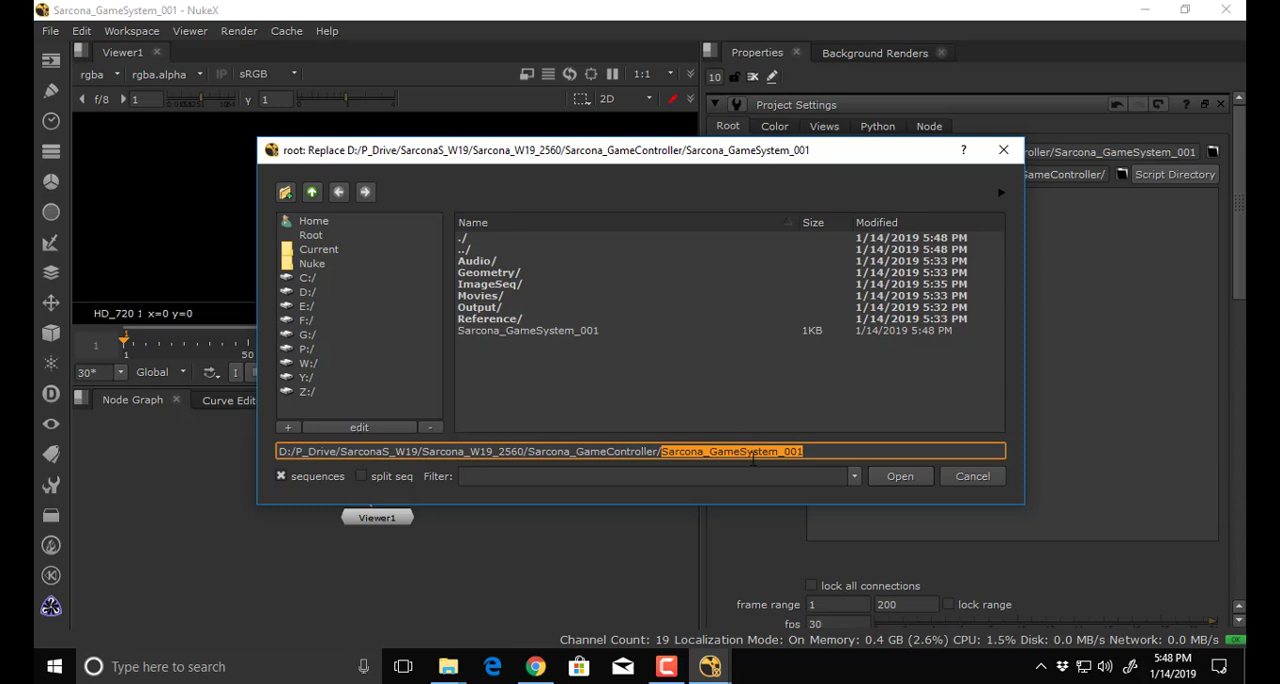 Sarcona_GameSystem_001 - NukeX
File Edit Workspace Viewer Render Cache Help
Viewer1
Properties Background Renders
rgba rgba.alpha IP sRGB 1:1
10
f/8 1 y 1 2D
Project Settings
Root Color Views Python Node
root: Replace D:/P_Drive/SarconaS_W19/Sarcona_W19_2560/Sarcona_GameController/Sarcona_GameSystem_001 ?
roller/Sarcona_GameSystem_001
GameController/ Script Directory
Home
Root
Current
Nuke
C:/
D:/
E:/
F:/
G:/
P:/
W:/
Y:/
Z:/
+ edit -
Name Size Modified
./ 1/14/2019 5:48 PM
../ 1/14/2019 5:48 PM
Audio/ 1/14/2019 5:33 PM
Geometry/ 1/14/2019 5:33 PM
ImageSeq/ 1/14/2019 5:35 PM
Movies/ 1/14/2019 5:33 PM
Output/ 1/14/2019 5:32 PM
Reference/ 1/14/2019 5:33 PM
Sarcona_GameSystem_001 1KB 1/14/2019 5:48 PM
D:/P_Drive/SarconaS_W19/Sarcona_W19_2560/Sarcona_GameController/Sarcona_GameSystem_001
sequences split seq Filter: Open Cancel
HD_720 1 x=0 y=0
1 1
1 50
30* Global I
Node Graph Curve Edit
Viewer1
lock all connections
frame range 1 200 lock range
fps 30
Channel Count: 19 Localization Mode: On Memory: 0.4 GB (2.6%) CPU: 1.5% Disk: 0.0 MB/s Network: 0.0 MB/s OK
Type here to search
5:48 PM
1/14/2019